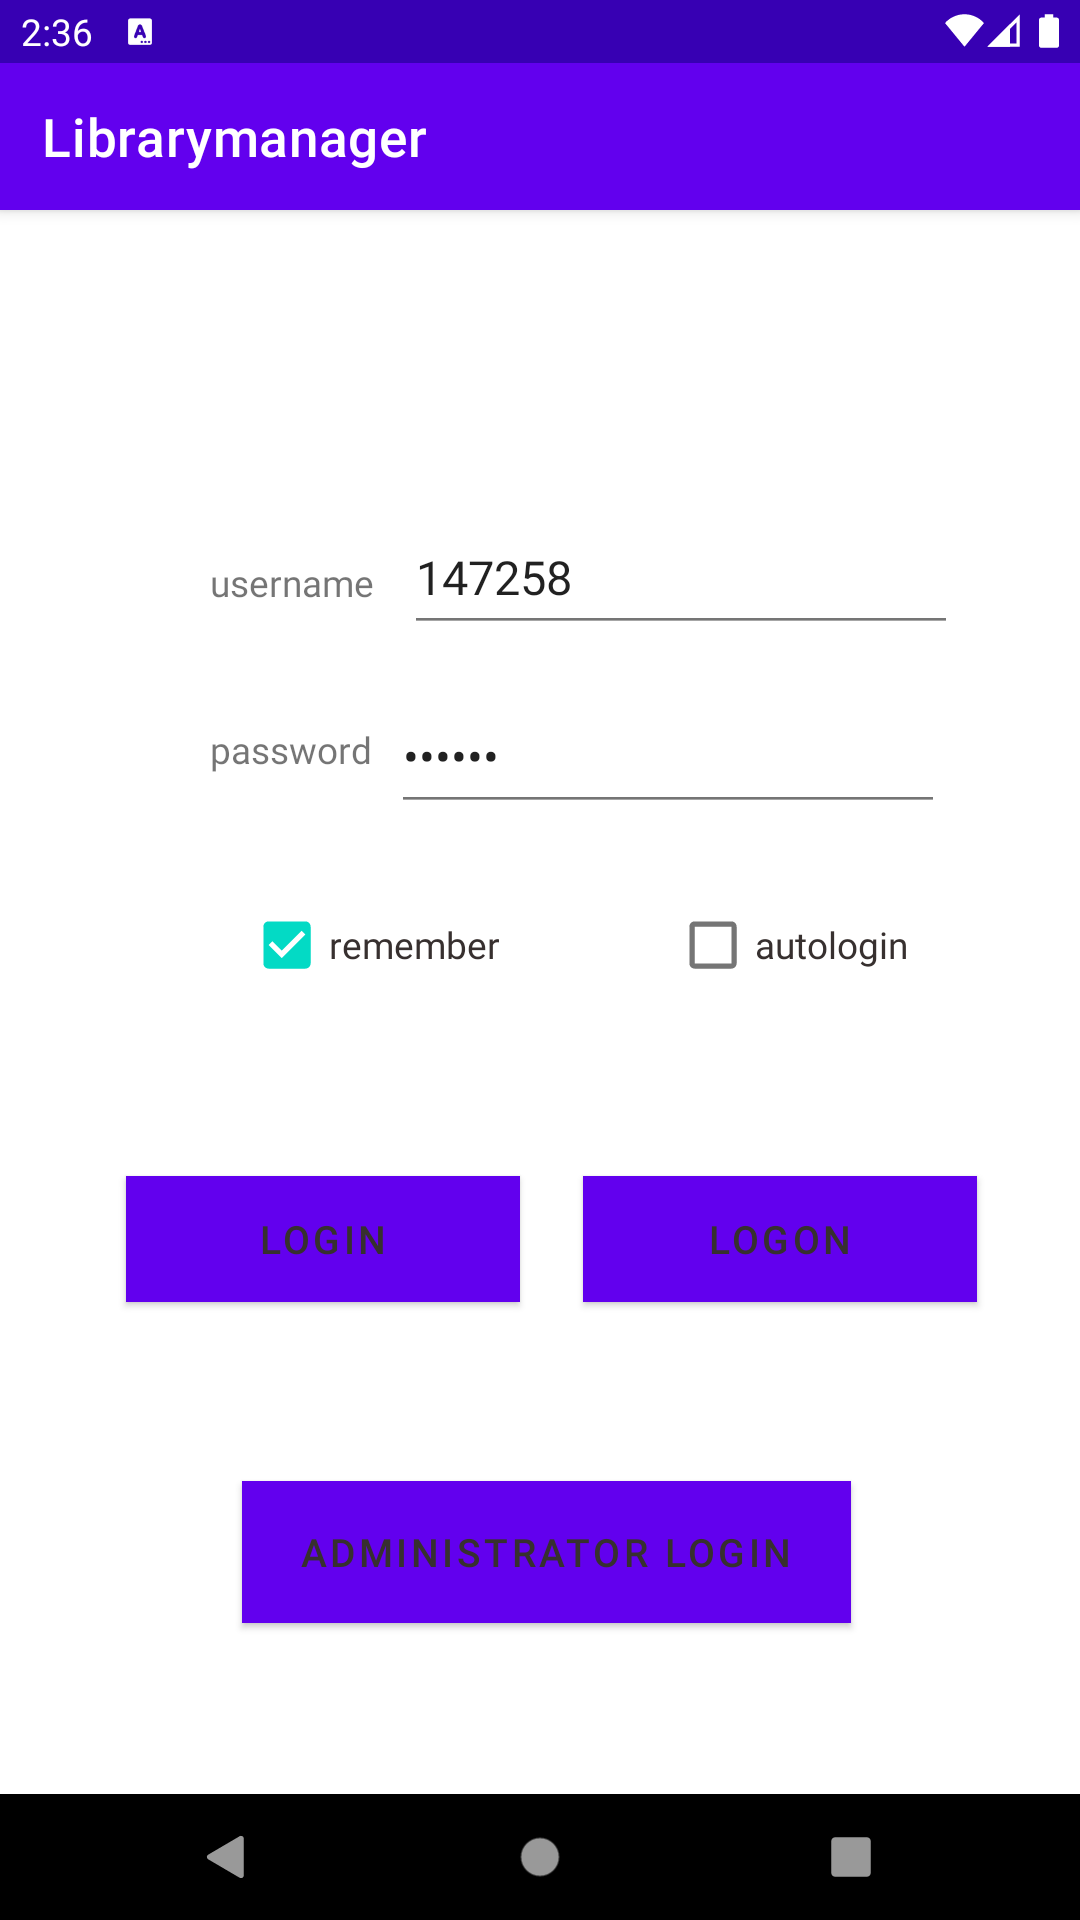 2:36
Librarymanager
username 147258
password ••••••
remember autologin
LOGIN LOGON
ADMINISTRATOR LOGIN